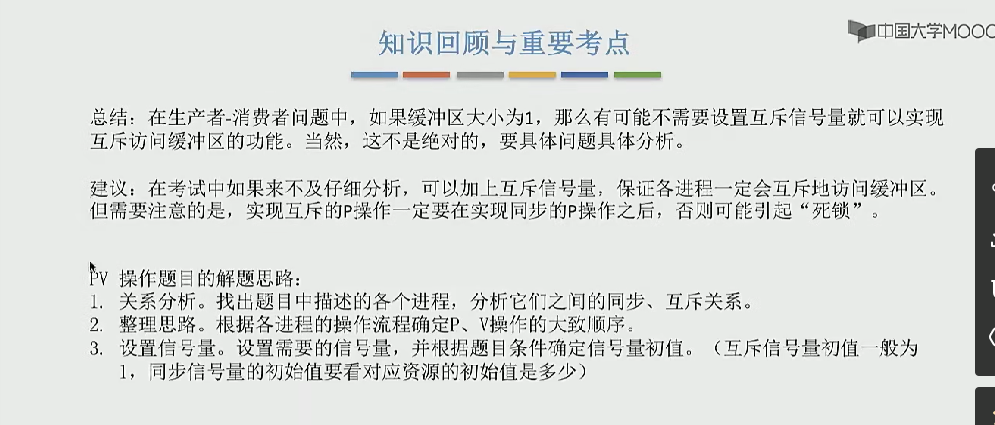 中国大学MOOC
知识回顾与重要考点
总结：在生产者-消费者问题中，如果缓冲区大小为1，那么有可能不需要设置互斥信号量就可以实现
互斥访问缓冲区的功能。当然，这不是绝对的，要具体问题具体分析。
建议：在考试中如果来不及仔细分析，可以加上互斥信号量，保证各进程一定会互斥地访问缓冲区。
但需要注意的是，实现互斥的P操作一定要在实现同步的P操作之后，否则可能引起“死锁”。
PV 操作题目的解题思路：
1. 关系分析。找出题目中描述的各个进程，分析它们之间的同步、互斥关系。
2. 整理思路。根据各进程的操作流程确定P、V操作的大致顺序。
3. 设置信号量。设置需要的信号量，并根据题目条件确定信号量初值。（互斥信号量初值一般为
1，同步信号量的初始值要看对应资源的初始值是多少）